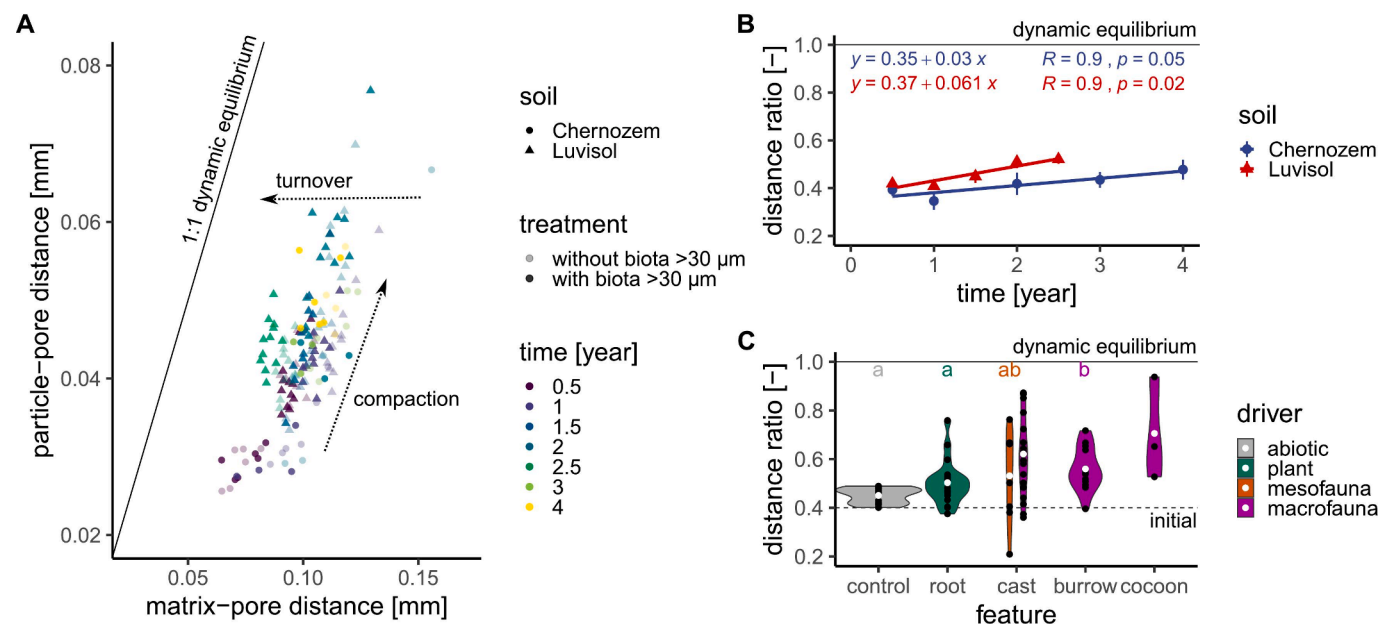 A
particle−pore distance [mm]
0.08
0.06
0.04
0.02
0.05
0.10
0.15
matrix−pore distance [mm]
1:1 dynamic equilibrium
turnover
compaction
soil
Chernozem
Luvisol
treatment
without biota >30 µm
with biota >30 µm
time [year]
0.5
1
1.5
2
2.5
3
4
B
dynamic equilibrium
distance ratio [−]
1.0
0.8
0.6
0.4
0.2
y = 0.35 + 0.03 x R = 0.9 , p = 0.05
y = 0.37 + 0.061 x R = 0.9 , p = 0.02
0 1 2 3 4
time [year]
soil
Chernozem
Luvisol
C
dynamic equilibrium
distance ratio [−]
1.0
0.8
0.6
0.4
0.2
a a ab b
initial
control root cast burrow cocoon
feature
driver
abiotic
plant
mesofauna
macrofauna